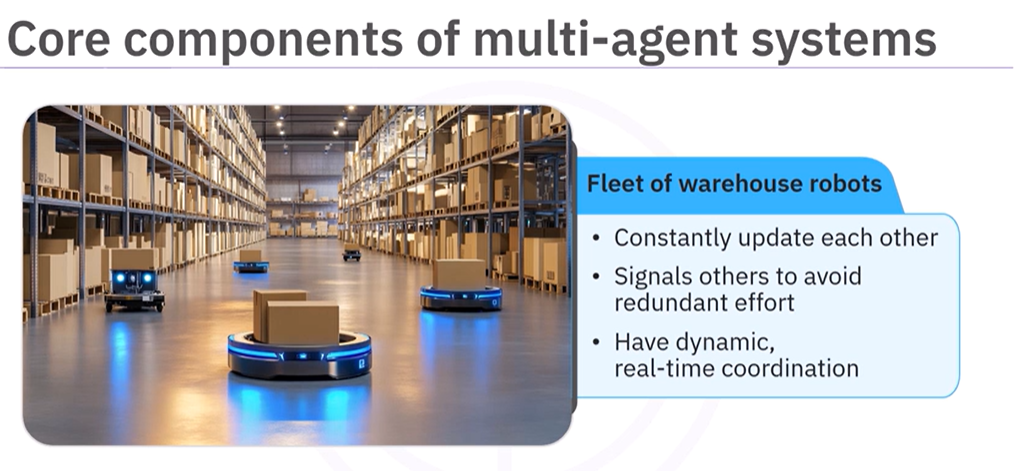 Core components of multi-agent systems
Fleet of warehouse robots
• Constantly update each other
• Signals others to avoid
redundant effort
• Have dynamic,
real-time coordination